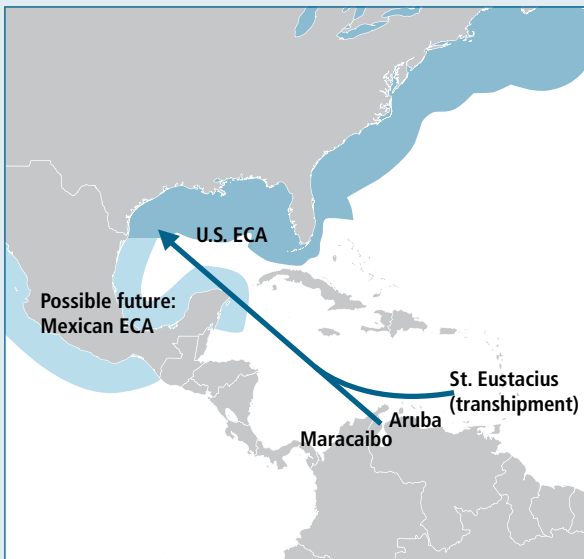 U.S. ECA
Possible future:
Mexican ECA
St. Eustacius
(transhipment)
Aruba
Maracaibo